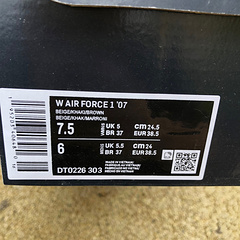 W AIR FORCE 1 '07
BEIGE/KHAKI/BROWN
BEIGE/KHAKI/MARRONI
7.5 UK 5 CM 24.5
BR 37 EUR 38.5
6 UK 5.5 CM 24
BR 37 EUR 38.5
DT0226 303
MADE IN VIETNAM